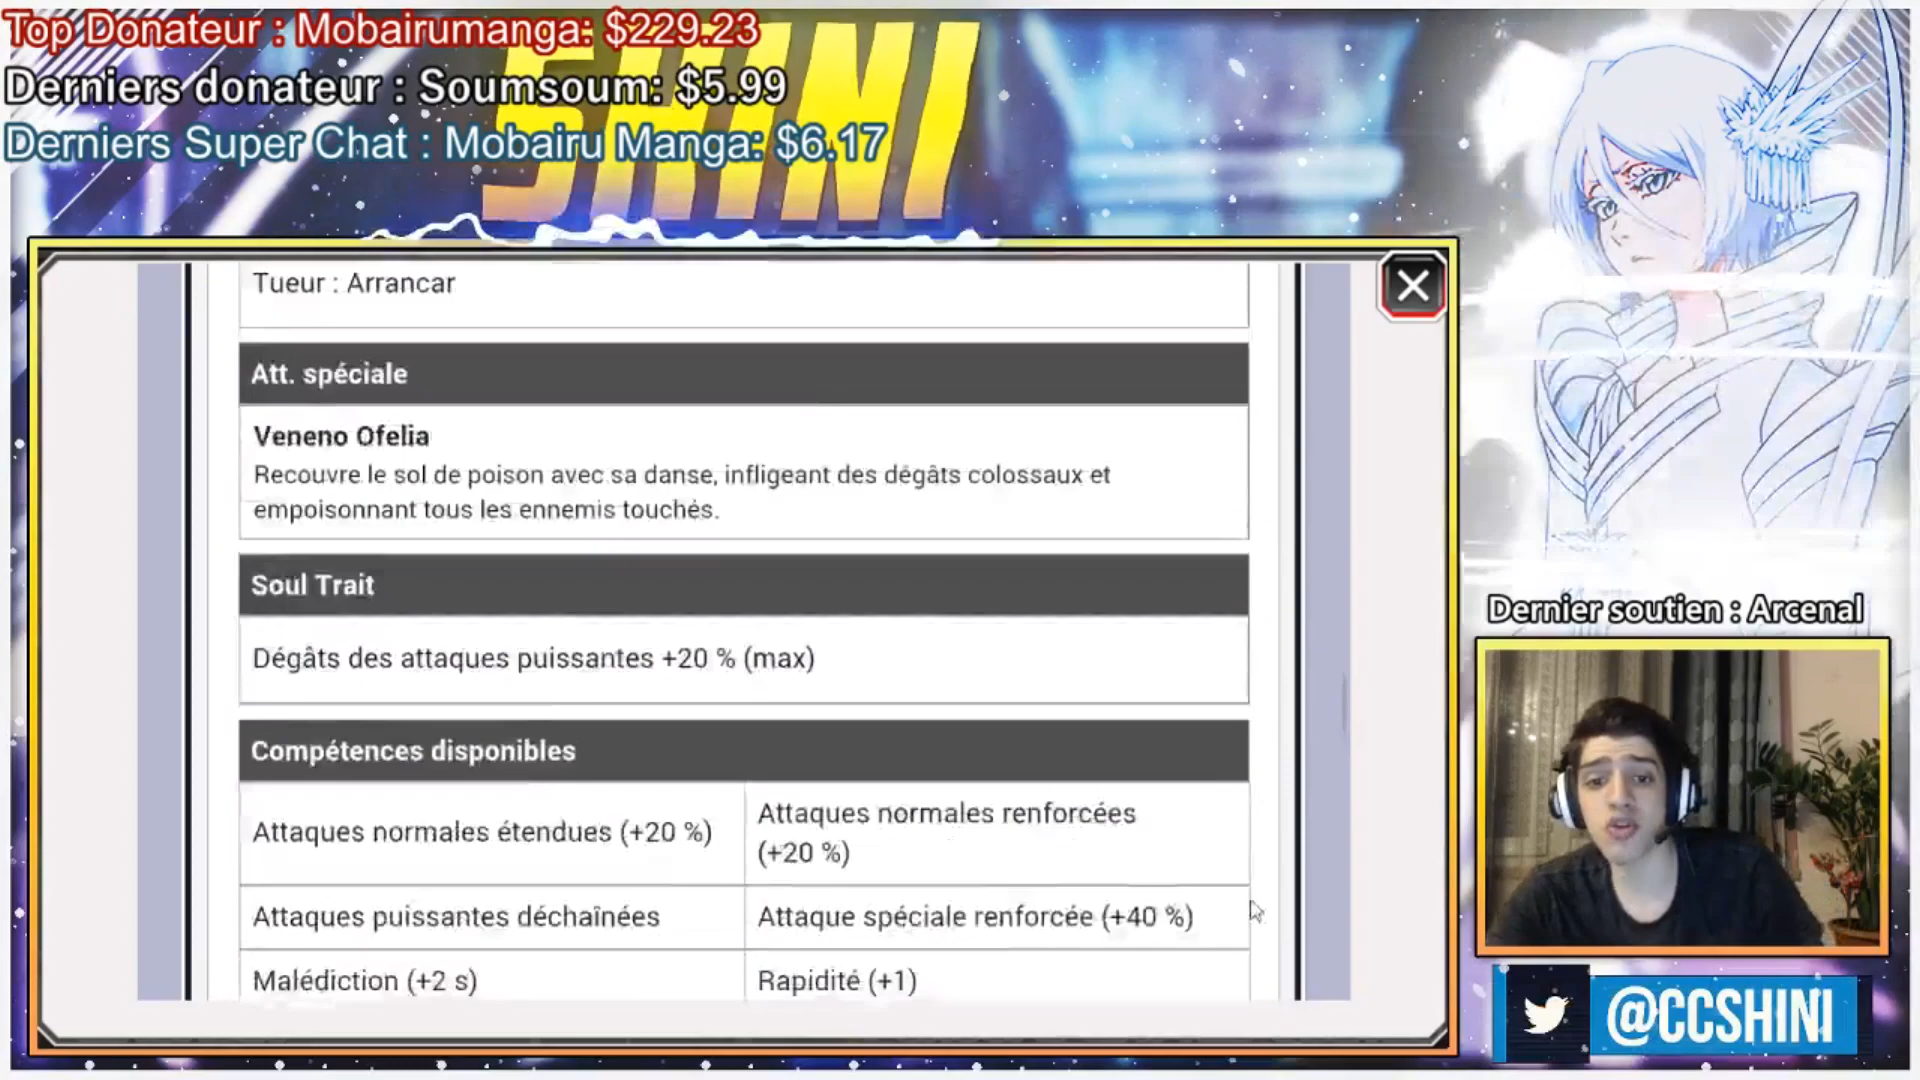 Top Donateur : Mobairumanga: $229.23
Derniers donateur : Soumsoum: $5.99
Derniers Super Chat : Mobairu Manga: $6.17
SHINI
Tueur : Arrancar
Att. spéciale
Veneno Ofelia
Recouvre le sol de poison avec sa danse, infligeant des dégâts colossaux et
empoisonnant tous les ennemis touchés.
Soul Trait
Dégâts des attaques puissantes +20 % (max)
Compétences disponibles
Attaques normales étendues (+20 %)
Attaques normales renforcées
(+20 %)
Attaques puissantes déchaînées
Attaque spéciale renforcée (+40 %)
Malédiction (+2 s)
Rapidité (+1)
Dernier soutien : Arcenal
@CCSHINI